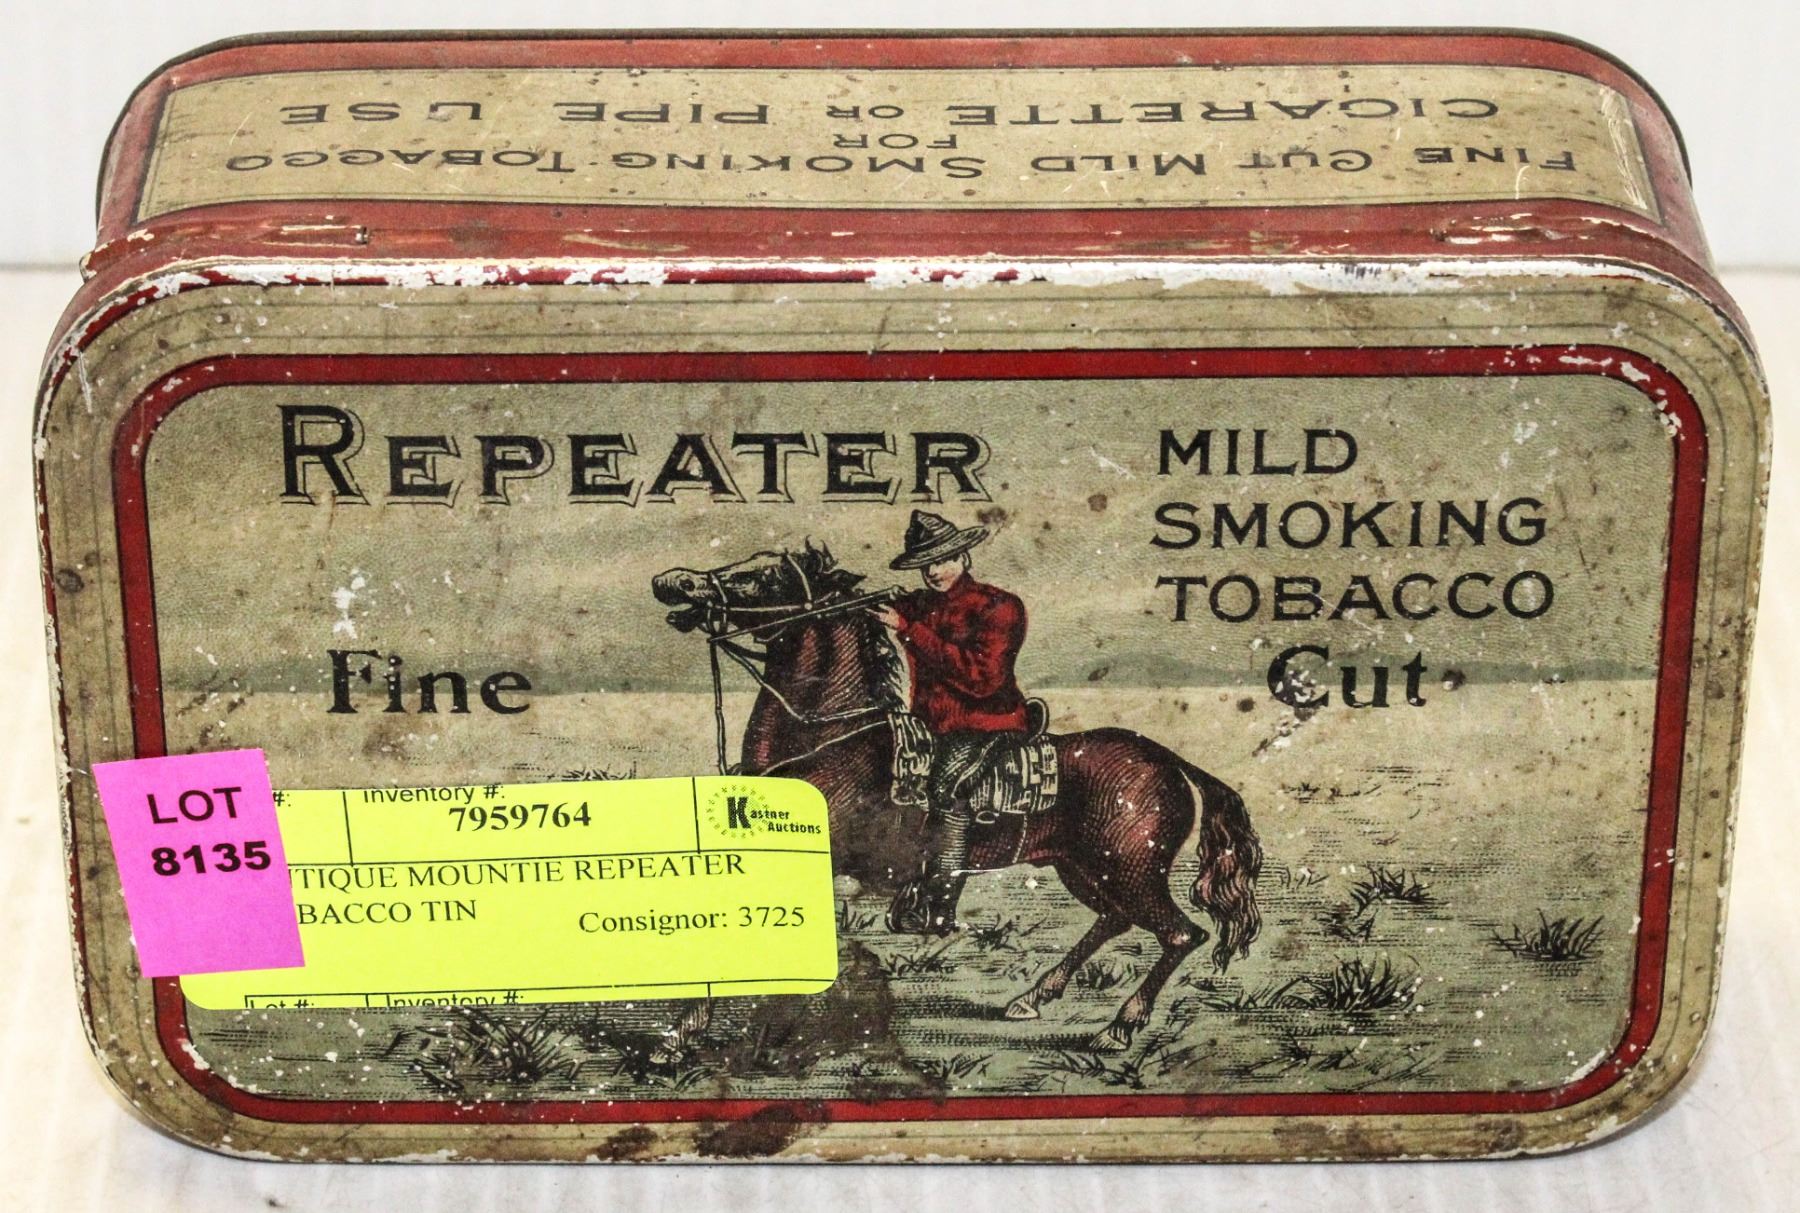 FINE CUT MILD SMOKING TOBACCO
FOR
CIGARETTE OR PIPE USE
REPEATER
MILD
SMOKING
TOBACCO
Fine
Cut
LOT
8135
#:
Inventory #:
7959764
Kastner
Auctions
TIQUE MOUNTIE REPEATER
BACCO TIN
Consignor: 3725
Lot #:
Inventory #: